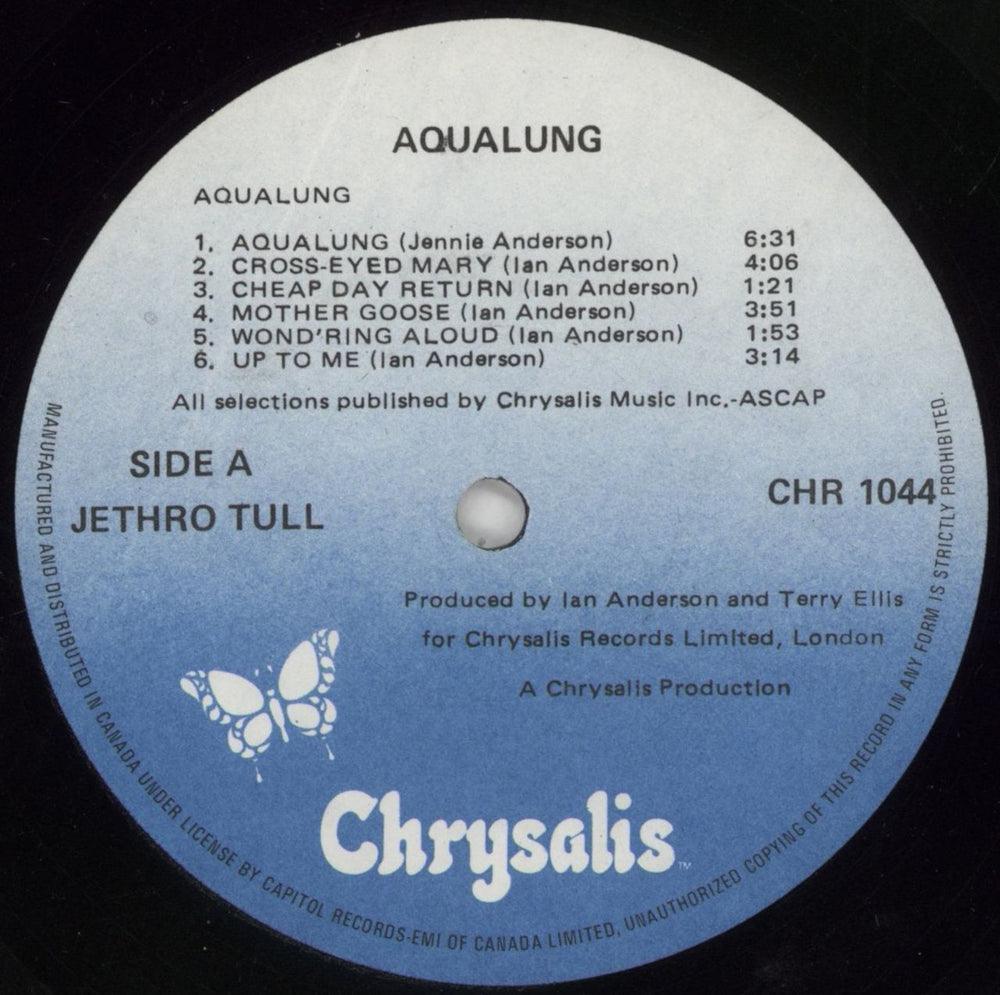 AQUALUNG
AQUALUNG
1. AQUALUNG (Jennie Anderson) 6:31
2. CROSS-EYED MARY (Ian Anderson) 4:06
3. CHEAP DAY RETURN (Ian Anderson) 1:21
4. MOTHER GOOSE (Ian Anderson) 3:51
5. WOND'RING ALOUD (Ian Anderson) 1:53
6. UP TO ME (Ian Anderson) 3:14
All selections published by Chrysalis Music Inc.-ASCAP
SIDE A
JETHRO TULL
CHR 1044
Produced by Ian Anderson and Terry Ellis
for Chrysalis Records Limited, London
A Chrysalis Production
Chrysalis™
MANUFACTURED AND DISTRIBUTED IN CANADA UNDER LICENSE BY CAPITOL RECORDS-EMI OF CANADA LIMITED, UNAUTHORIZED COPYING OF THIS RECORD IN ANY FORM IS STRICTLY PROHIBITED.